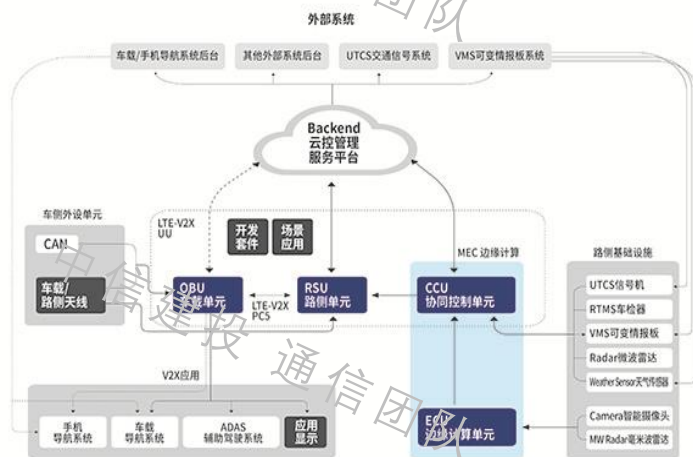 外部系统
车载/手机导航系统后台
其他外部系统后台
UTCS交通信号系统
VMS可变情报板系统
Backend
云控管理
服务平台
车侧外设单元
CAN
车载/
路侧天线
LTE-V2X
UU
开发
套件
场景
应用
MEC 边缘计算
OBU
车载单元
LTE-V2X
PC5
RSU
路侧单元
CCU
协同控制单元
路侧基础设施
UTCS信号机
RTMS车检器
VMS可变情报板
Radar微波雷达
Weather Sensor天气传感器
Camera智能摄像头
MW Radar毫米波雷达
V2X应用
手机
导航系统
车载
导航系统
ADAS
辅助驾驶系统
应用
显示
ECU
边缘计算单元
中信建投 通信团队
团队